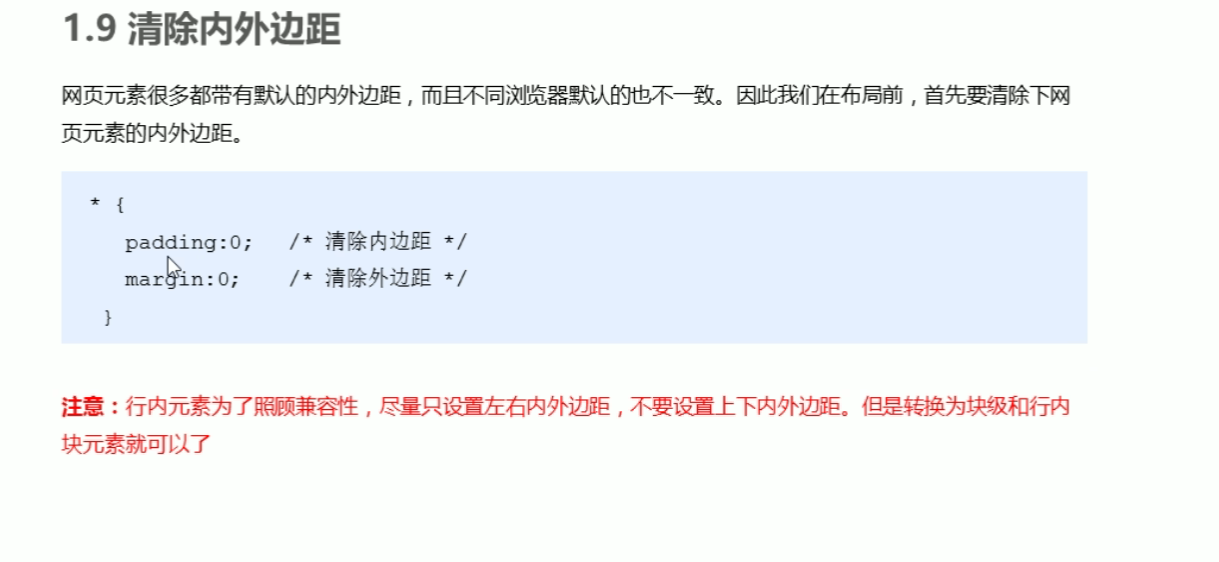 1.9 清除内外边距
网页元素很多都带有默认的内外边距，而且不同浏览器默认的也不一致。因此我们在布局前，首先要清除下网
页元素的内外边距。
* {
padding:0;   /* 清除内边距 */
margin:0;    /* 清除外边距 */
}
注意：行内元素为了照顾兼容性，尽量只设置左右内外边距，不要设置上下内外边距。但是转换为块级和行内
块元素就可以了